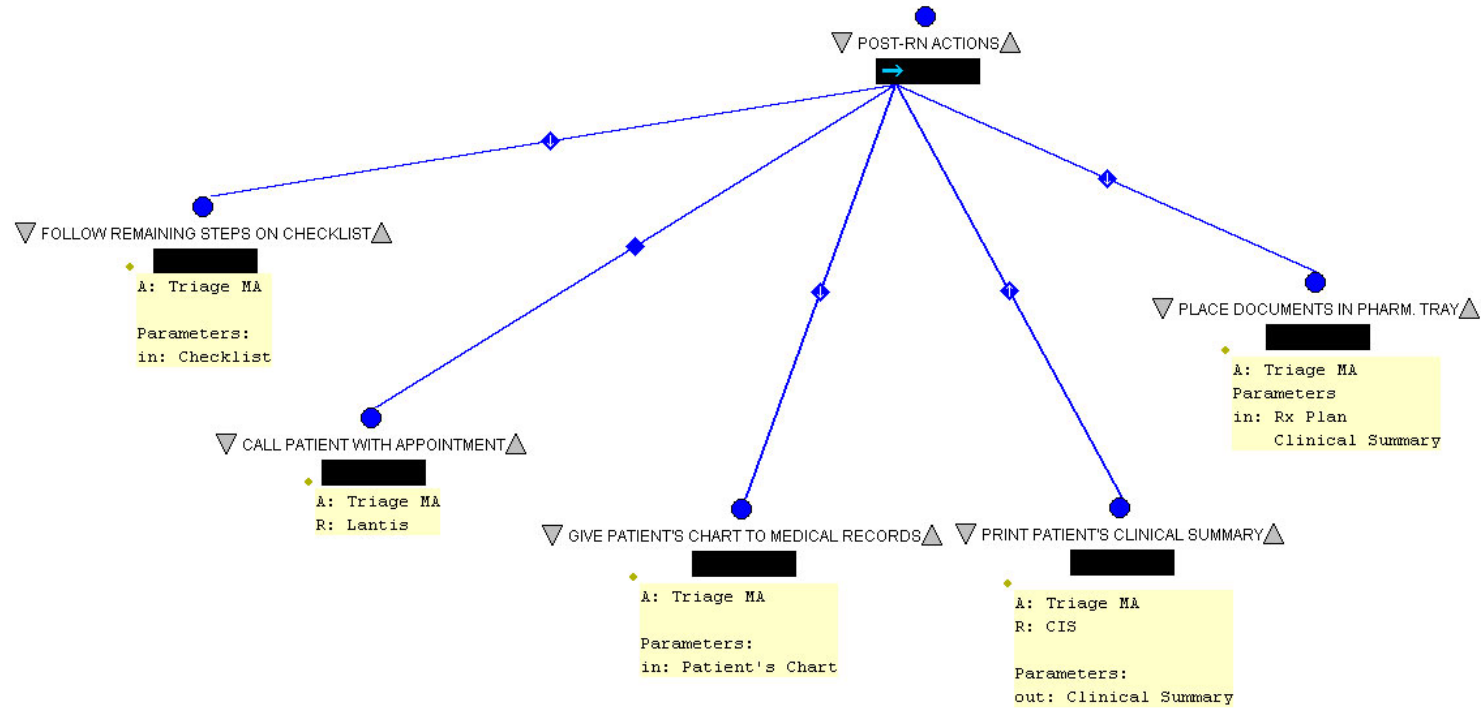 POST-RN ACTIONS
FOLLOW REMAINING STEPS ON CHECKLIST
A: Triage MA
Parameters:
in: Checklist
CALL PATIENT WITH APPOINTMENT
A: Triage MA
R: Lantis
GIVE PATIENT'S CHART TO MEDICAL RECORDS
A: Triage MA
Parameters:
in: Patient's Chart
PRINT PATIENT'S CLINICAL SUMMARY
A: Triage MA
R: CIS
Parameters:
out: Clinical Summary
PLACE DOCUMENTS IN PHARM. TRAY
A: Triage MA
Parameters
in: Rx Plan
Clinical Summary